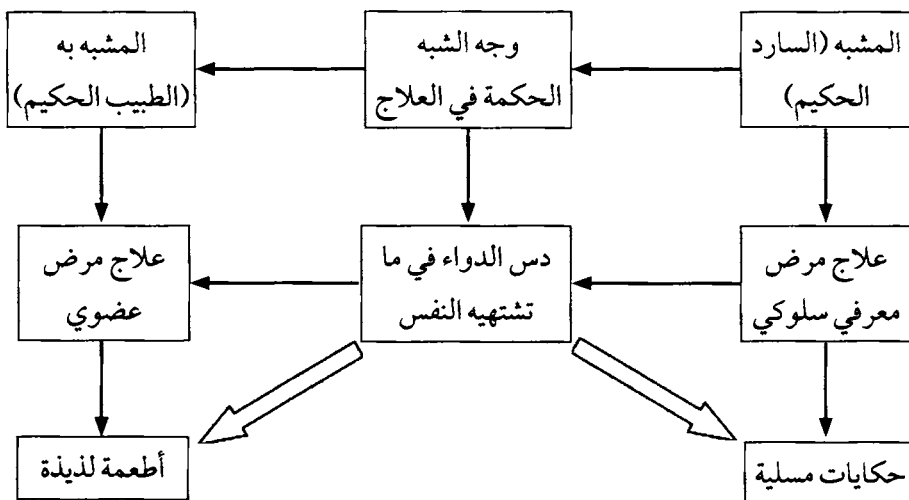 المشبه (السارد
الحكيم)
وجه الشبه
الحكمة في العلاج
المشبه به
(الطبيب الحكيم)
علاج مرض
معرفي سلوكي
دس الدواء في ما
تشتهيه النفس
علاج مرض
عضوي
حكايات مسلية
أطعمة لذيذة